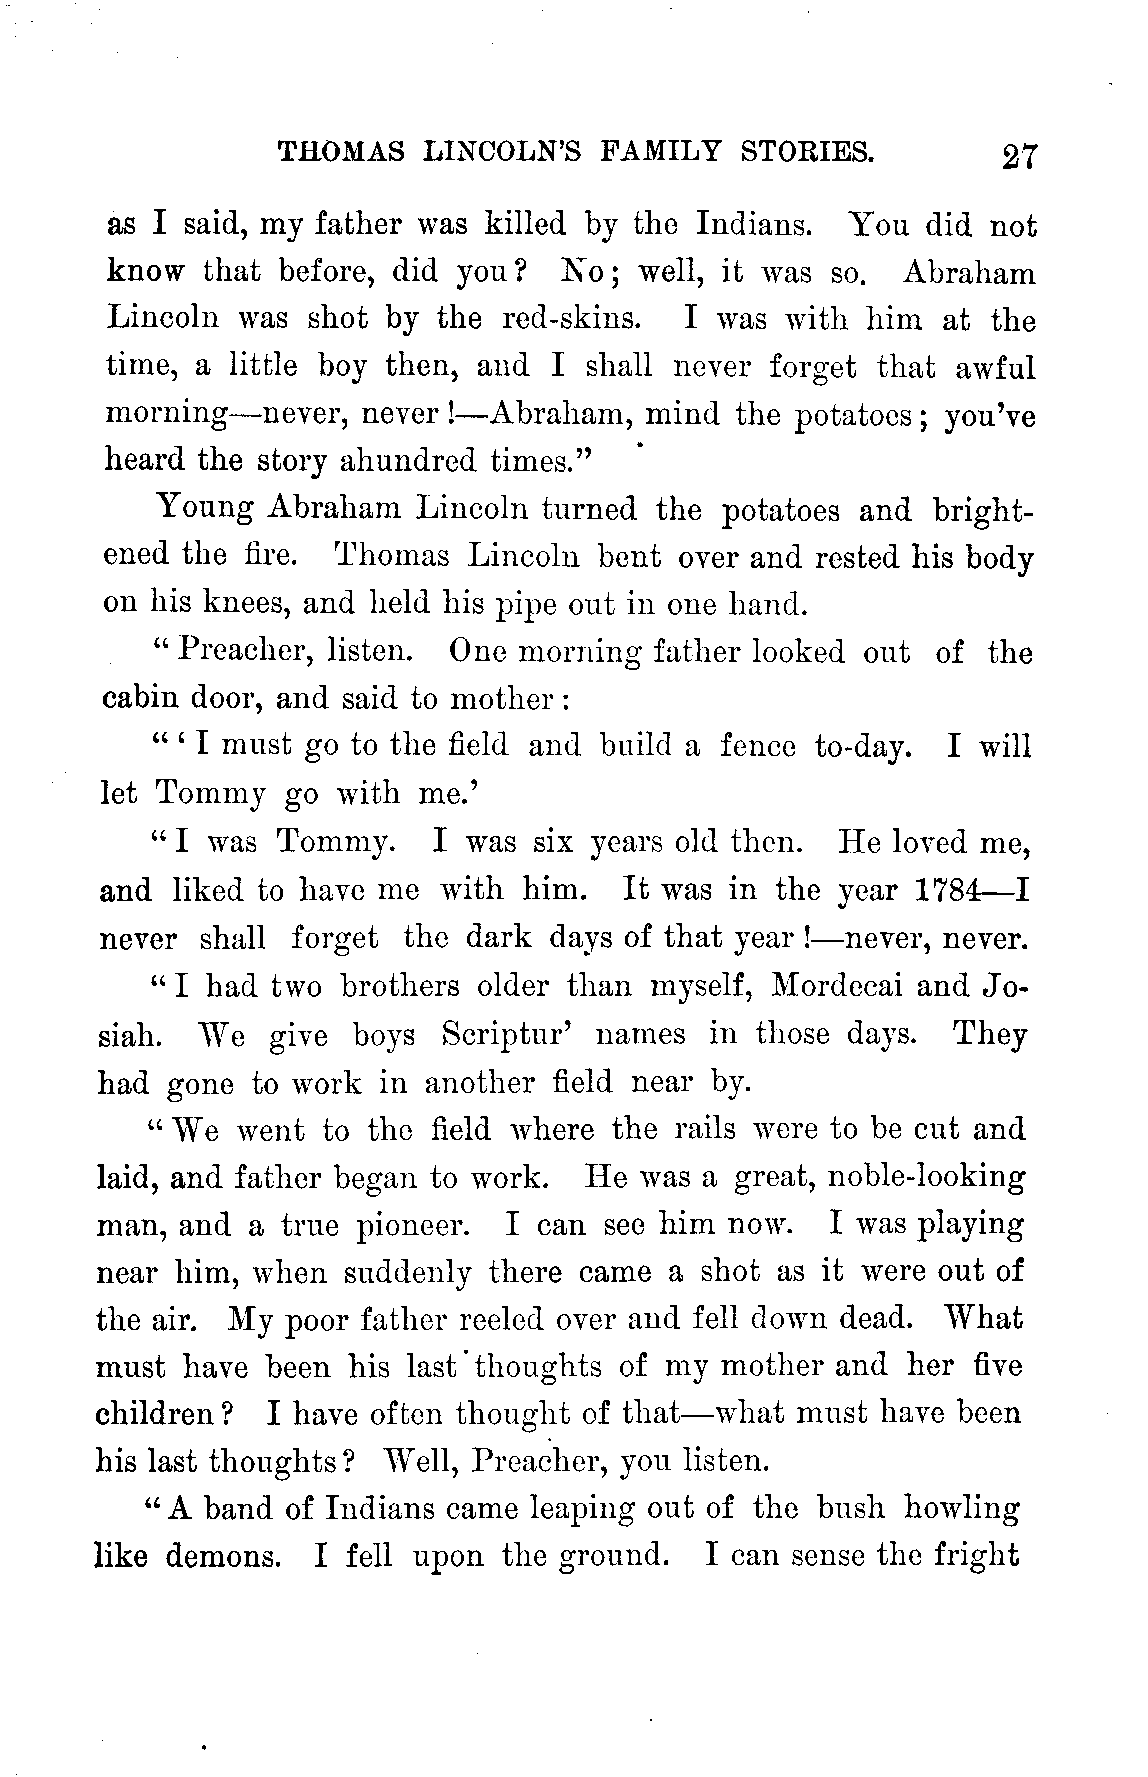 THOMAS LINCOLN'S FAMILY STORIES. 27
as I said, my father was killed by the Indians. You did not
know that before, did you? No; well, it was so. Abraham
Lincoln was shot by the red-skins. I was with him at the
time, a little boy then, and I shall never forget that awful
morning—never, never!—Abraham, mind the potatoes; you've
heard the story ahundred times."
Young Abraham Lincoln turned the potatoes and bright-
ened the fire. Thomas Lincoln bent over and rested his body
on his knees, and held his pipe out in one hand.
"Preacher, listen. One morning father looked out of the
cabin door, and said to mother:
"'I must go to the field and build a fence to-day. I will
let Tommy go with me.'
"I was Tommy. I was six years old then. He loved me,
and liked to have me with him. It was in the year 1784—I
never shall forget the dark days of that year!—never, never.
"I had two brothers older than myself, Mordecai and Jo-
siah. We give boys Scriptur' names in those days. They
had gone to work in another field near by.
"We went to the field where the rails were to be cut and
laid, and father began to work. He was a great, noble-looking
man, and a true pioneer. I can see him now. I was playing
near him, when suddenly there came a shot as it were out of
the air. My poor father reeled over and fell down dead. What
must have been his last thoughts of my mother and her five
children? I have often thought of that—what must have been
his last thoughts? Well, Preacher, you listen.
"A band of Indians came leaping out of the bush howling
like demons. I fell upon the ground. I can sense the fright